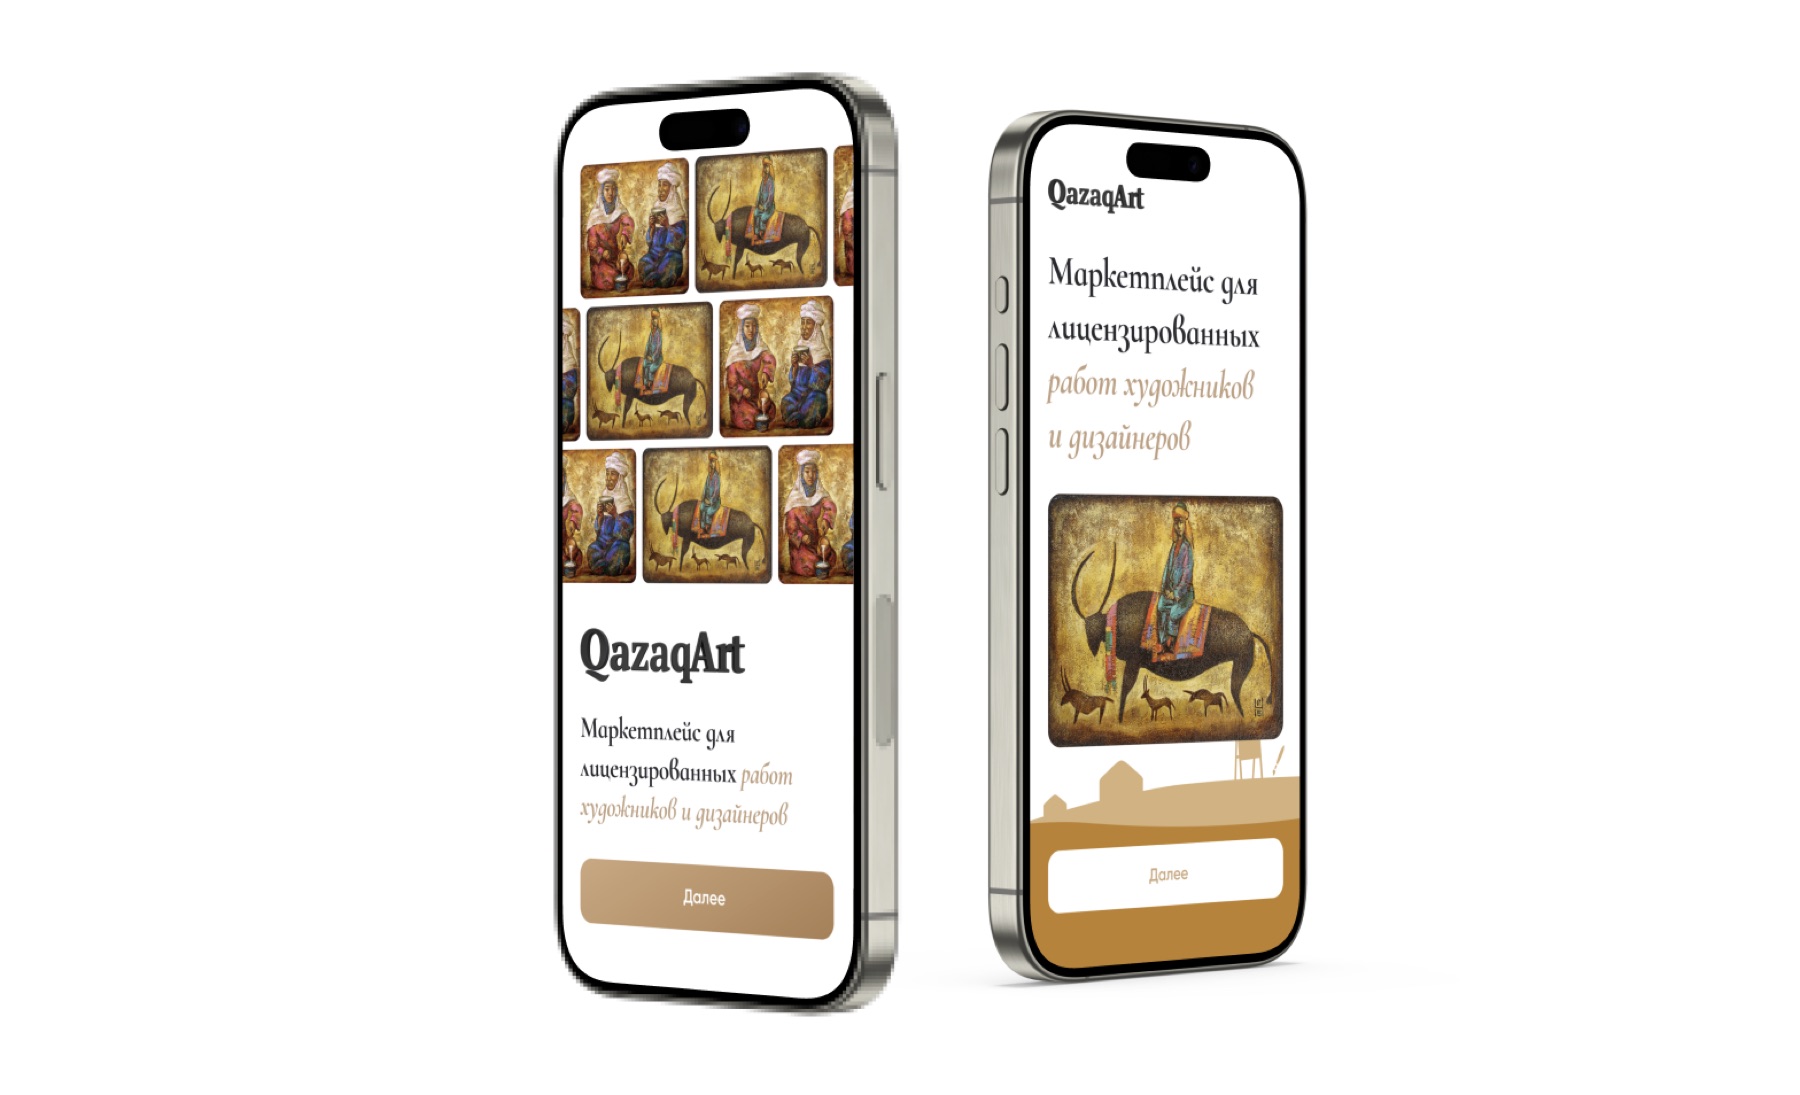 QazaqArt
Маркетплейс для
лицензированных работ
художников и дизайнеров
Далее
QazaqArt
Маркетплейс для
лицензированных
работ художников
и дизайнеров
Далее